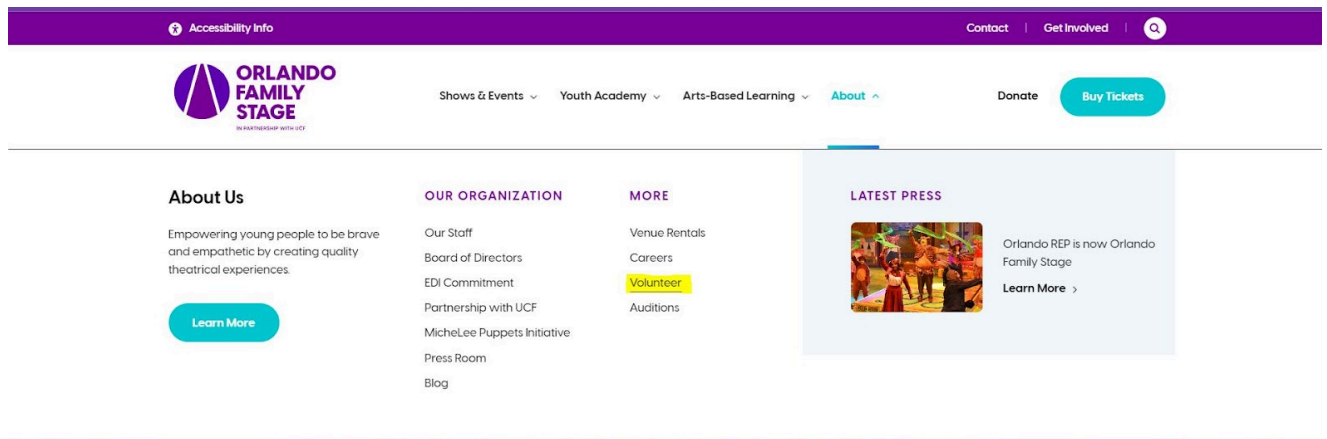 Accessibility Info
Contact
Get Involved
ORLANDO
FAMILY
STAGE
IN PARTNERSHIP WITH UCF
Shows & Events
Youth Academy
Arts-Based Learning
About
Donate
Buy Tickets
About Us
Empowering young people to be brave
and empathetic by creating quality
theatrical experiences.
Learn More
OUR ORGANIZATION
Our Staff
Board of Directors
EDI Commitment
Partnership with UCF
MicheLee Puppets Initiative
Press Room
Blog
MORE
Venue Rentals
Careers
Volunteer
Auditions
LATEST PRESS
Orlando REP is now Orlando
Family Stage
Learn More